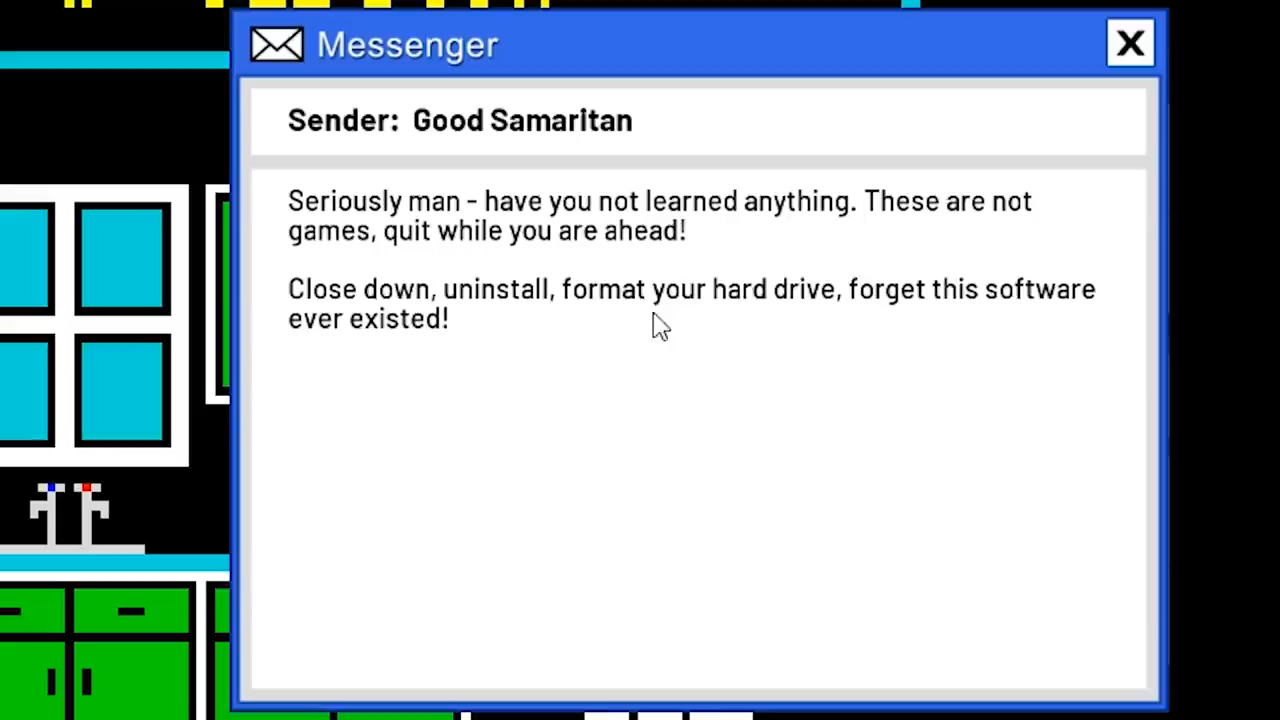 Messenger
Sender: Good Samaritan
Seriously man - have you not learned anything. These are not
games, quit while you are ahead!
Close down, uninstall, format your hard drive, forget this software
ever existed!